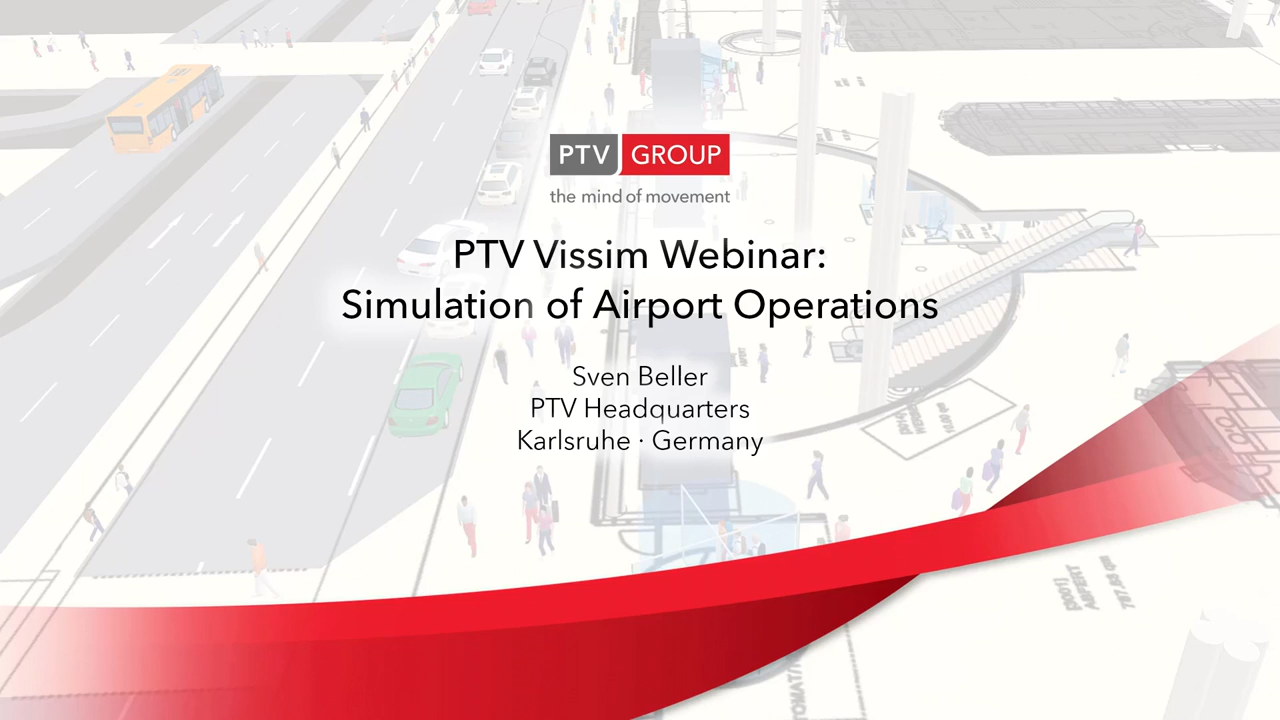 PTV GROUP
the mind of movement
PTV Vissim Webinar:
Simulation of Airport Operations
Sven Beller
PTV Headquarters
Karlsruhe · Germany